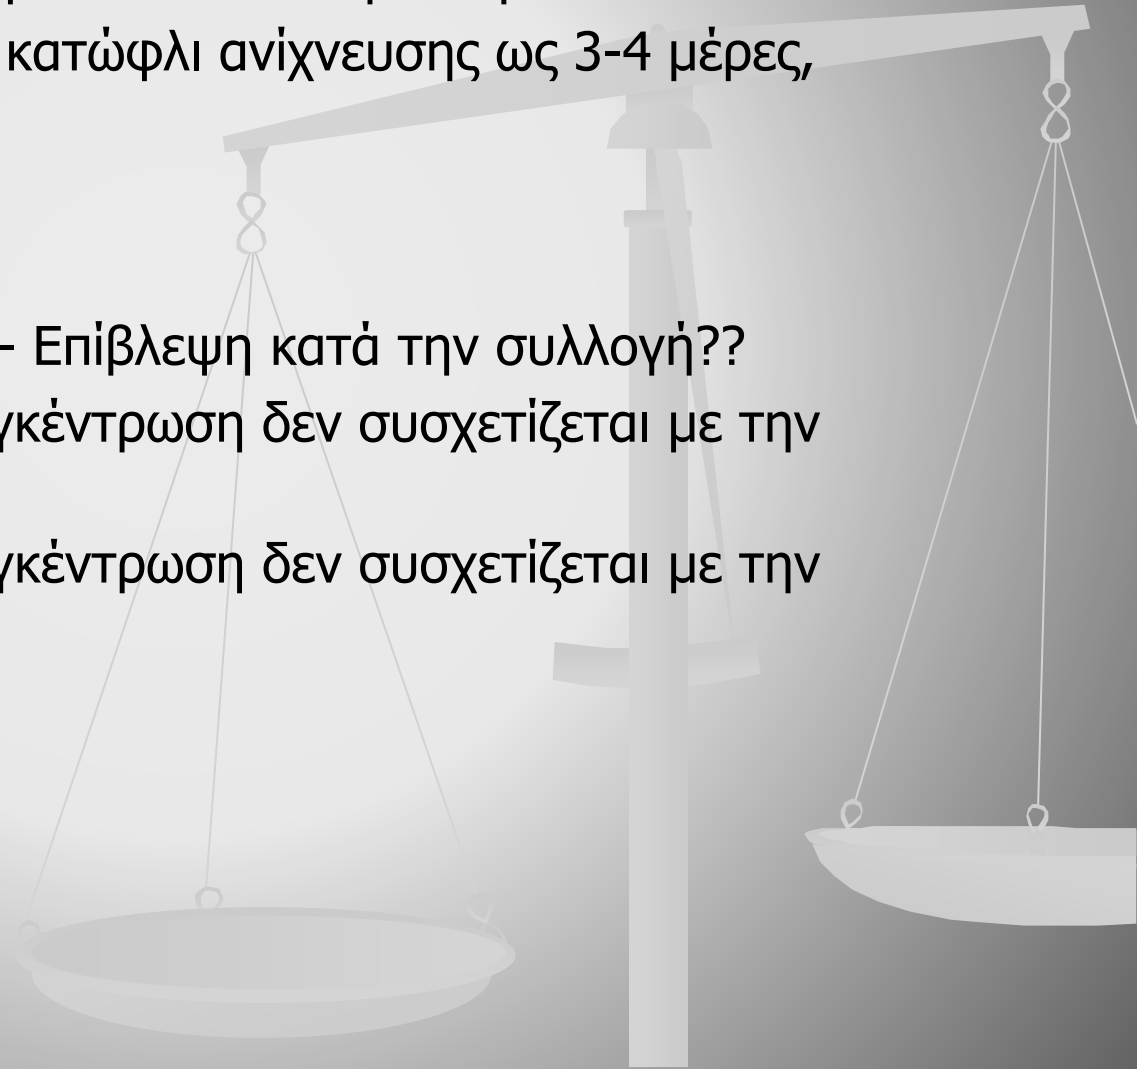 κατώφλι ανίχνευσης ως 3-4 μέρες,
- Επίβλεψη κατά την συλλογή??
γκέντρωση δεν συσχετίζεται με την
γκέντρωση δεν συσχετίζεται με την